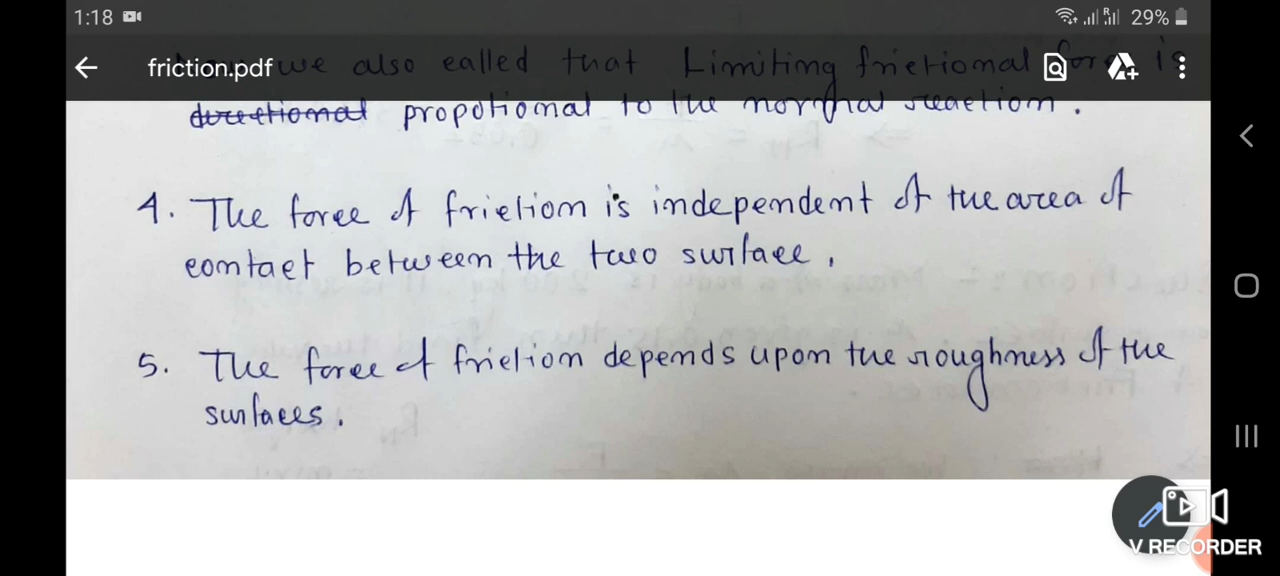 1:18 29%
friction.pdf
we also called that Limiting frictional is
directional propotional to the normal reaction.
4. The force of friction is independent of the area of
contact between the two surface,
5. The force of friction depends upon the roughness of the
surfaces.
V RECORDER